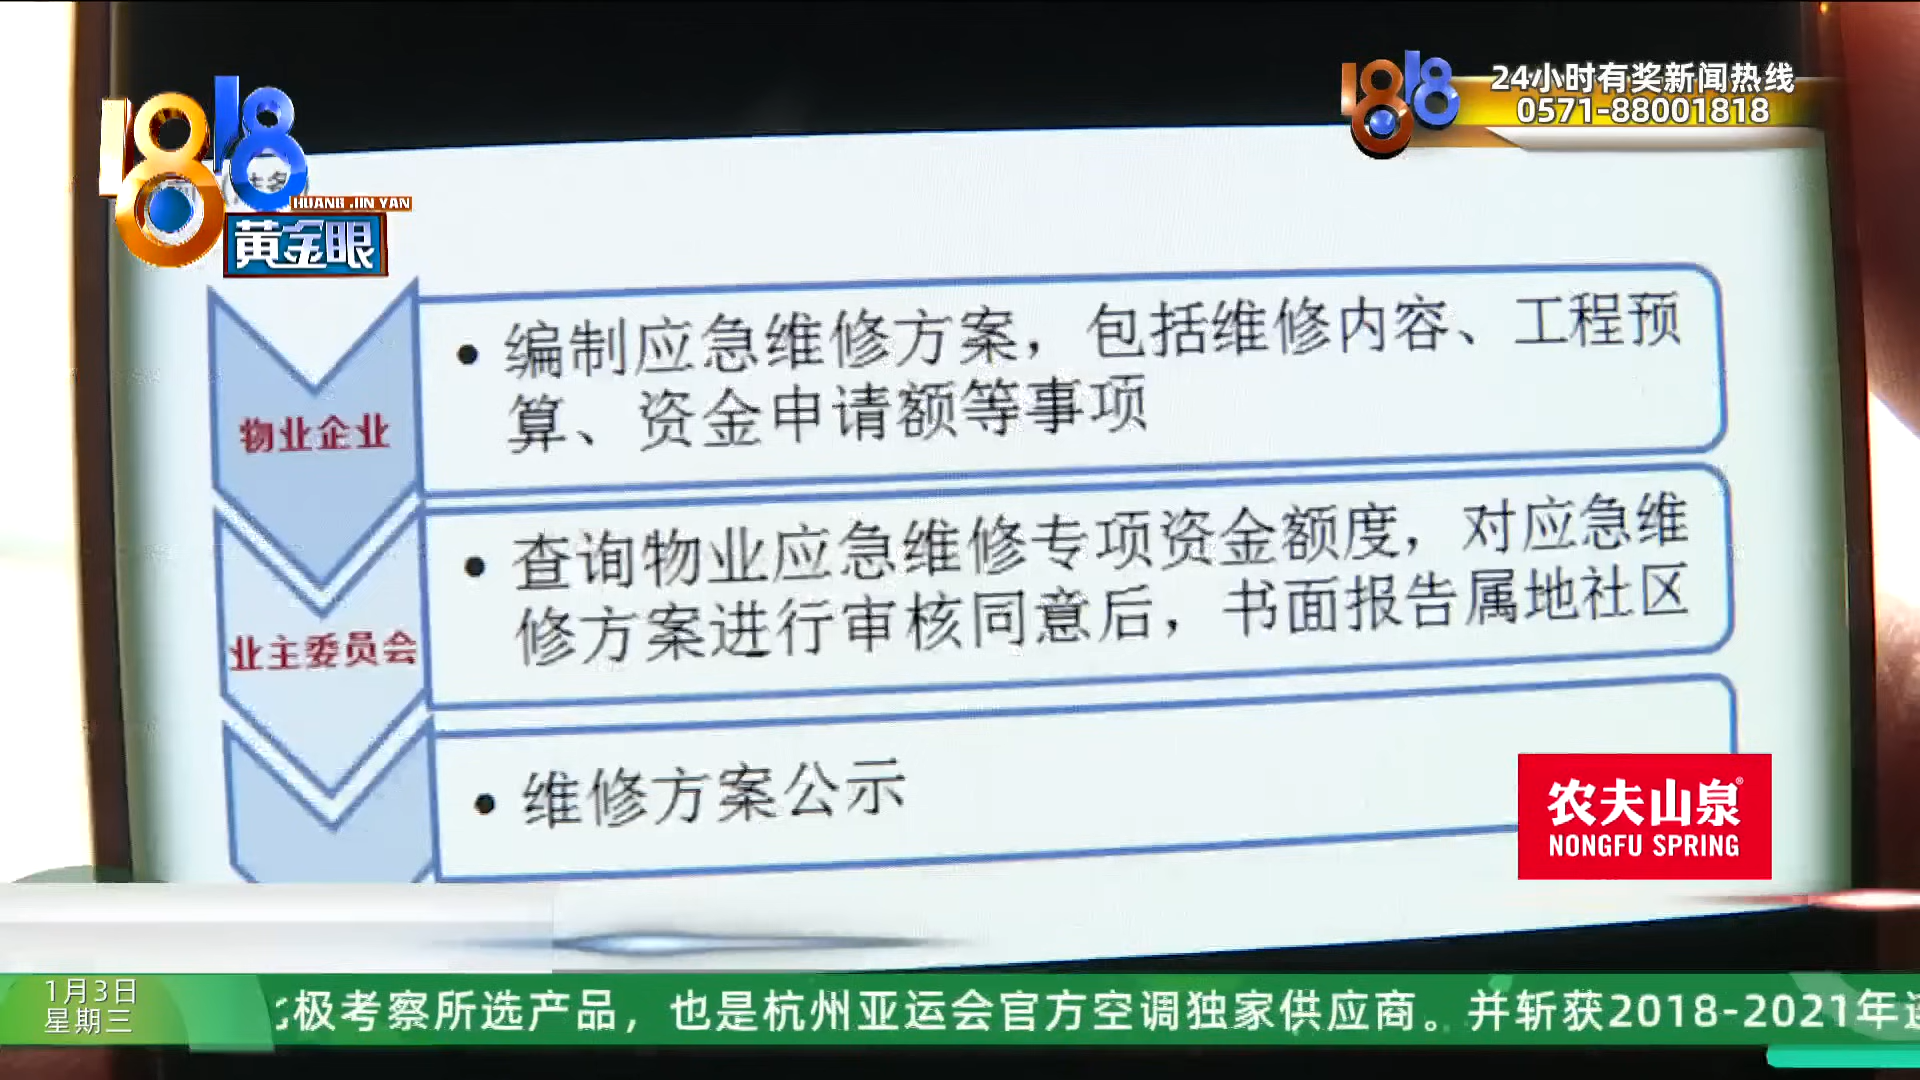 1818
HUANG JIN YAN
黄金眼
1818
24小时有奖新闻热线
0571-88001818
物业企业
• 编制应急维修方案，包括维修内容、工程预
算、资金申请额等事项
业主委员会
• 查询物业应急维修专项资金额度，对应急维
修方案进行审核同意后，书面报告属地社区
• 维修方案公示
农夫山泉®
NONGFU SPRING
1月3日
星期三
极考察所选产品，也是杭州亚运会官方空调独家供应商。并斩获2018-2021年